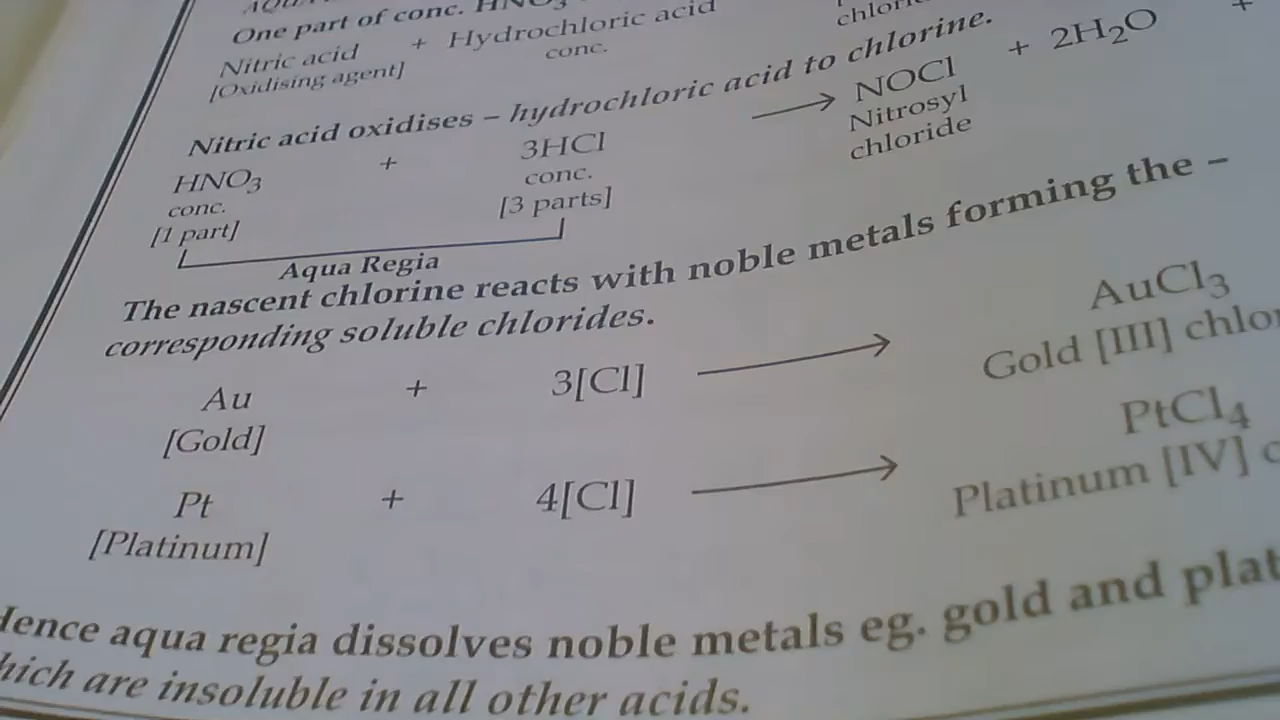 One part of conc. HNO3
Nitric acid + Hydrochloric acid
[Oxidising agent] conc.
Nitric acid oxidises – hydrochloric acid to chlorine.
HNO3 + 3HCl ⟶ NOCl + 2H2O +
conc. conc. Nitrosyl
[1 part] [3 parts] chloride
Aqua Regia
The nascent chlorine reacts with noble metals forming the –
corresponding soluble chlorides.
Au + 3[Cl] ⟶ AuCl3
[Gold] Gold [III]
Pt + 4[Cl] ⟶ PtCl4
[Platinum] Platinum [IV]
aqua regia dissolves noble metals eg. gold and
are insoluble in all other acids.